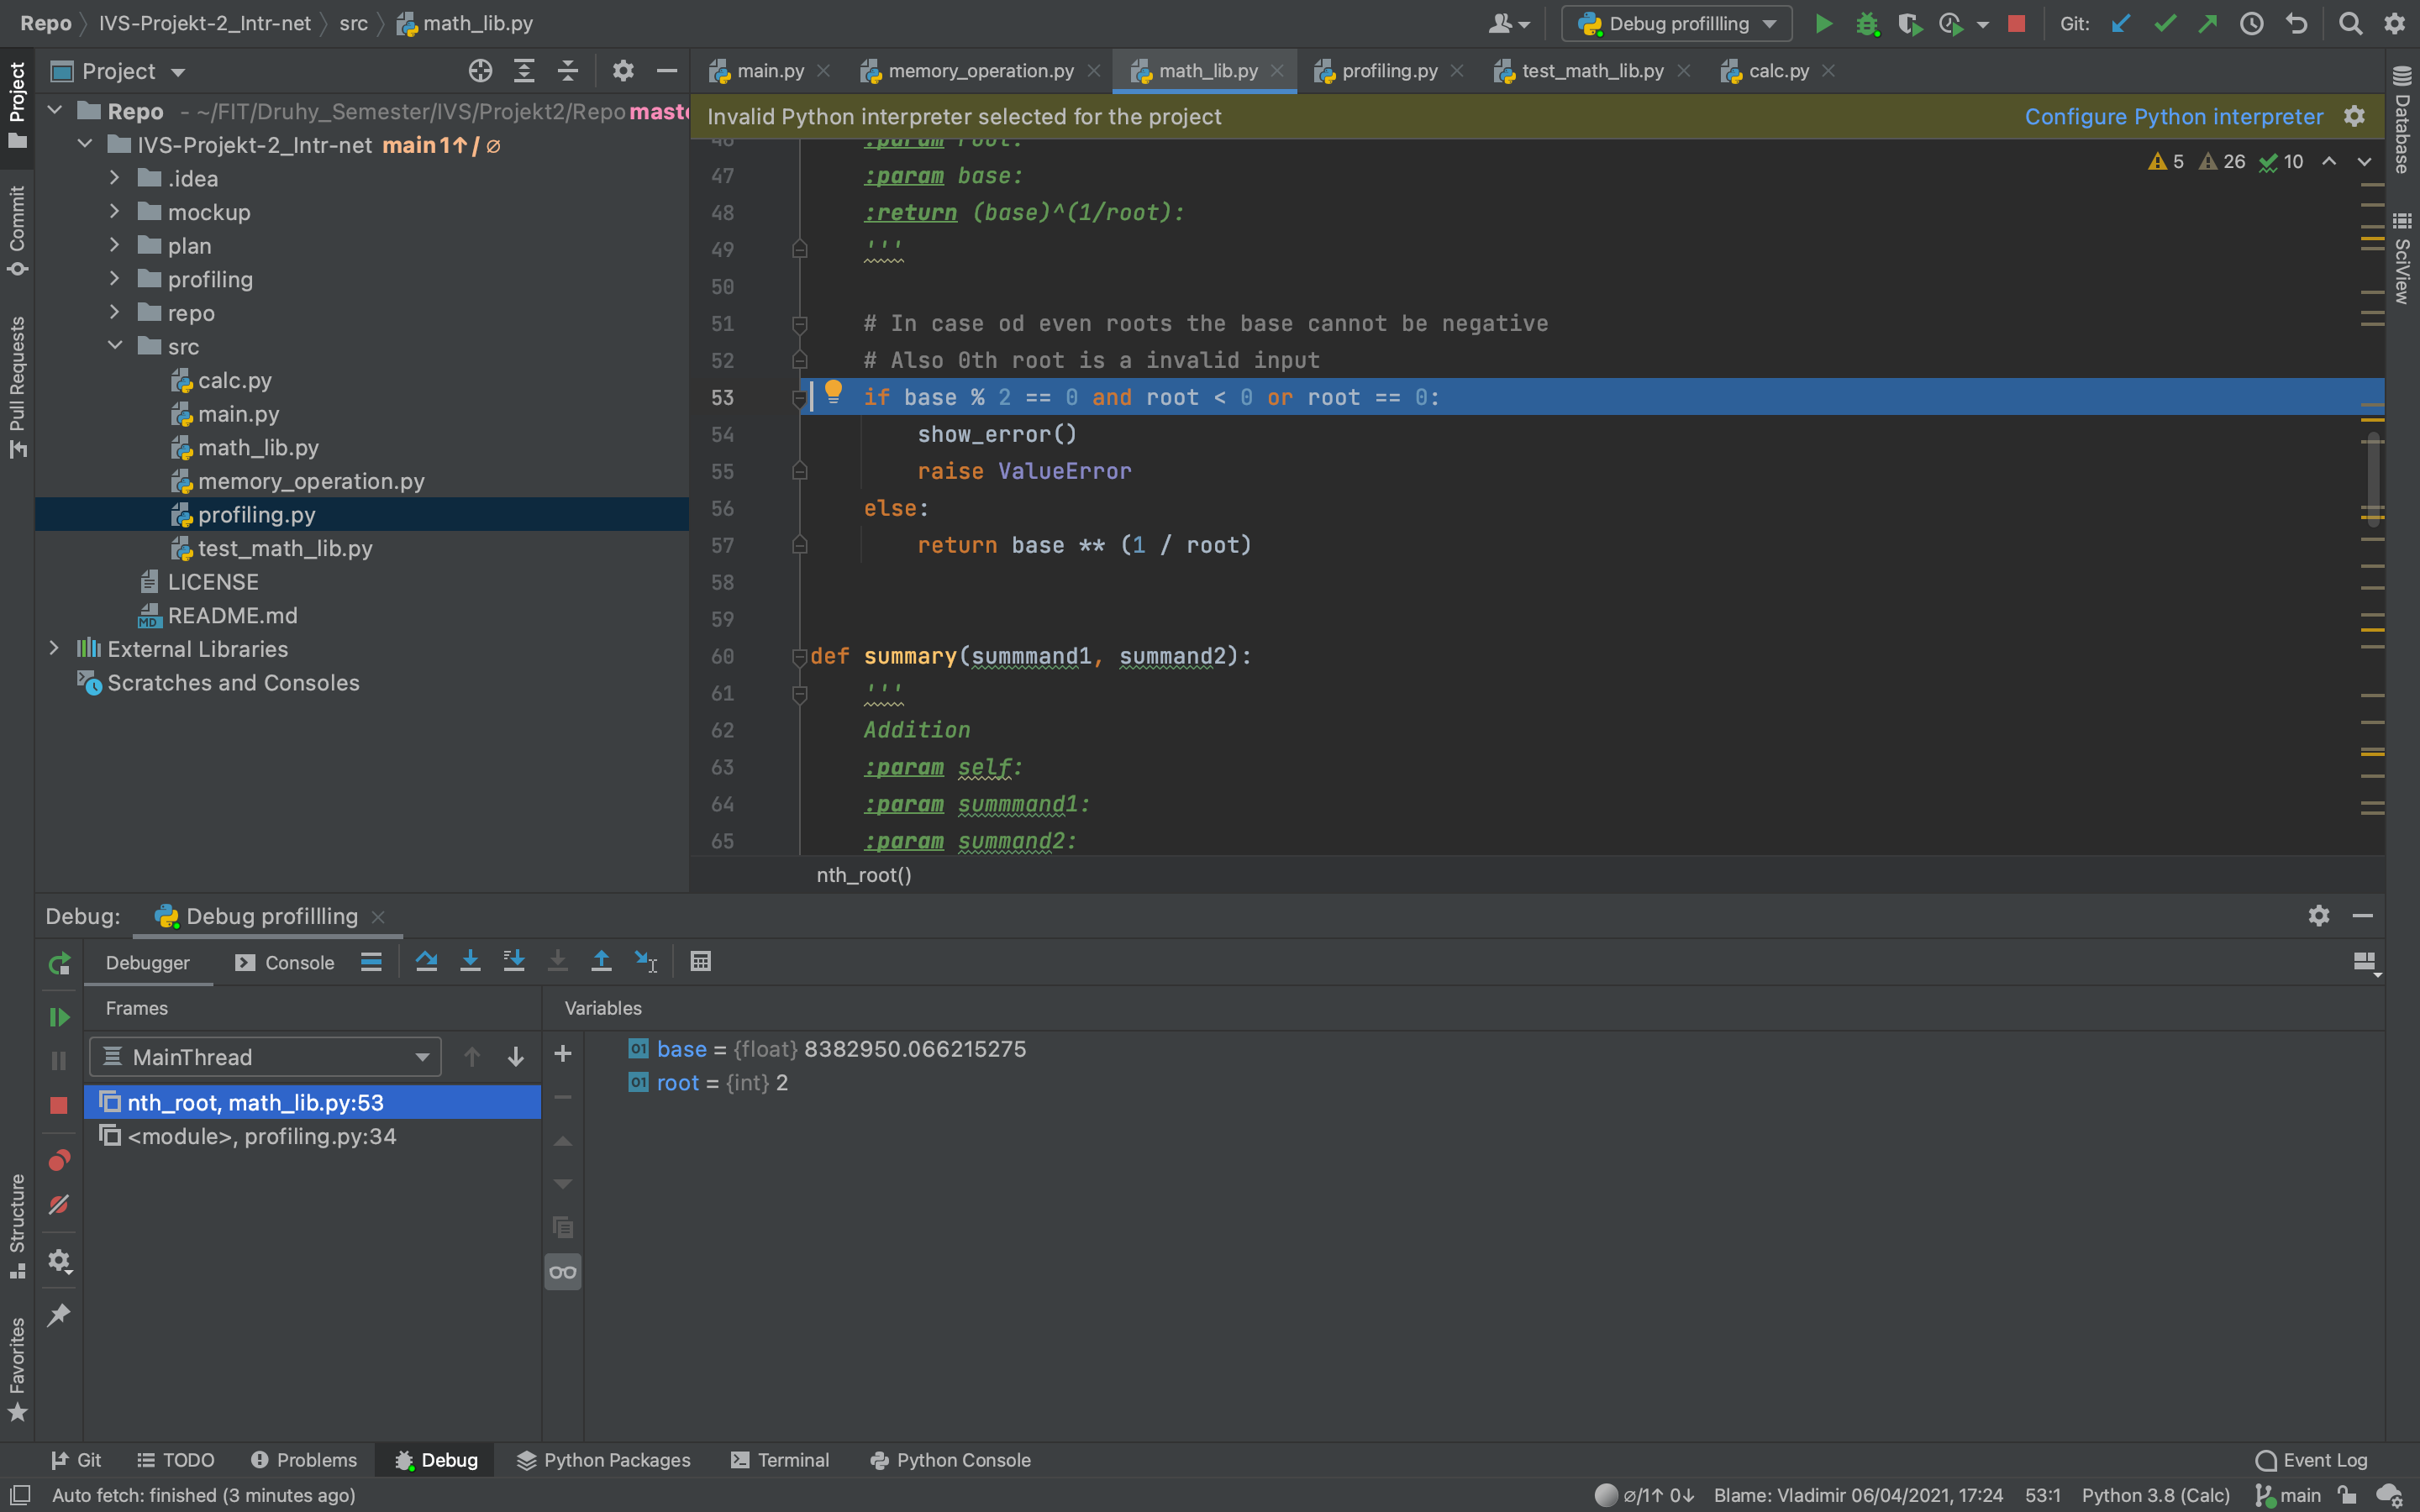 Repo IVS-Projekt-2_Intr-net src math_lib.py
Debug profillling
Git:
Project
main.py
memory_operation.py
math_lib.py
profiling.py
test_math_lib.py
calc.py
Invalid Python interpreter selected for the project
Configure Python interpreter
Project
Commit
Pull Requests
Structure
Favorites
Database
SciView
Repo - ~/FIT/Druhy_Semester/IVS/Projekt2/Repo
IVS-Projekt-2_Intr-net main 1↑ / ∅
.idea
mockup
plan
profiling
repo
src
calc.py
main.py
math_lib.py
memory_operation.py
profiling.py
test_math_lib.py
LICENSE
README.md
External Libraries
Scratches and Consoles
5 26 10
46 :param root:
47 :param base:
48 :return (base)^(1/root):
49 '''
50
51 # In case od even roots the base cannot be negative
52 # Also 0th root is a invalid input
53 if base % 2 == 0 and root < 0 or root == 0:
54 show_error()
55 raise ValueError
56 else:
57 return base ** (1 / root)
58
59
60 def summary(summmand1, summand2):
61 '''
62 Addition
63 :param self:
64 :param summmand1:
65 :param summand2:
nth_root()
Debug: Debug profillling
Debugger Console
Frames
Variables
MainThread
nth_root, math_lib.py:53
<module>, profiling.py:34
01 base = {float} 8382950.066215275
01 root = {int} 2
Git TODO Problems Debug Python Packages Terminal Python Console Event Log
Auto fetch: finished (3 minutes ago)
∅/1↑ 0↓ Blame: Vladimir 06/04/2021, 17:24 53:1 Python 3.8 (Calc) main